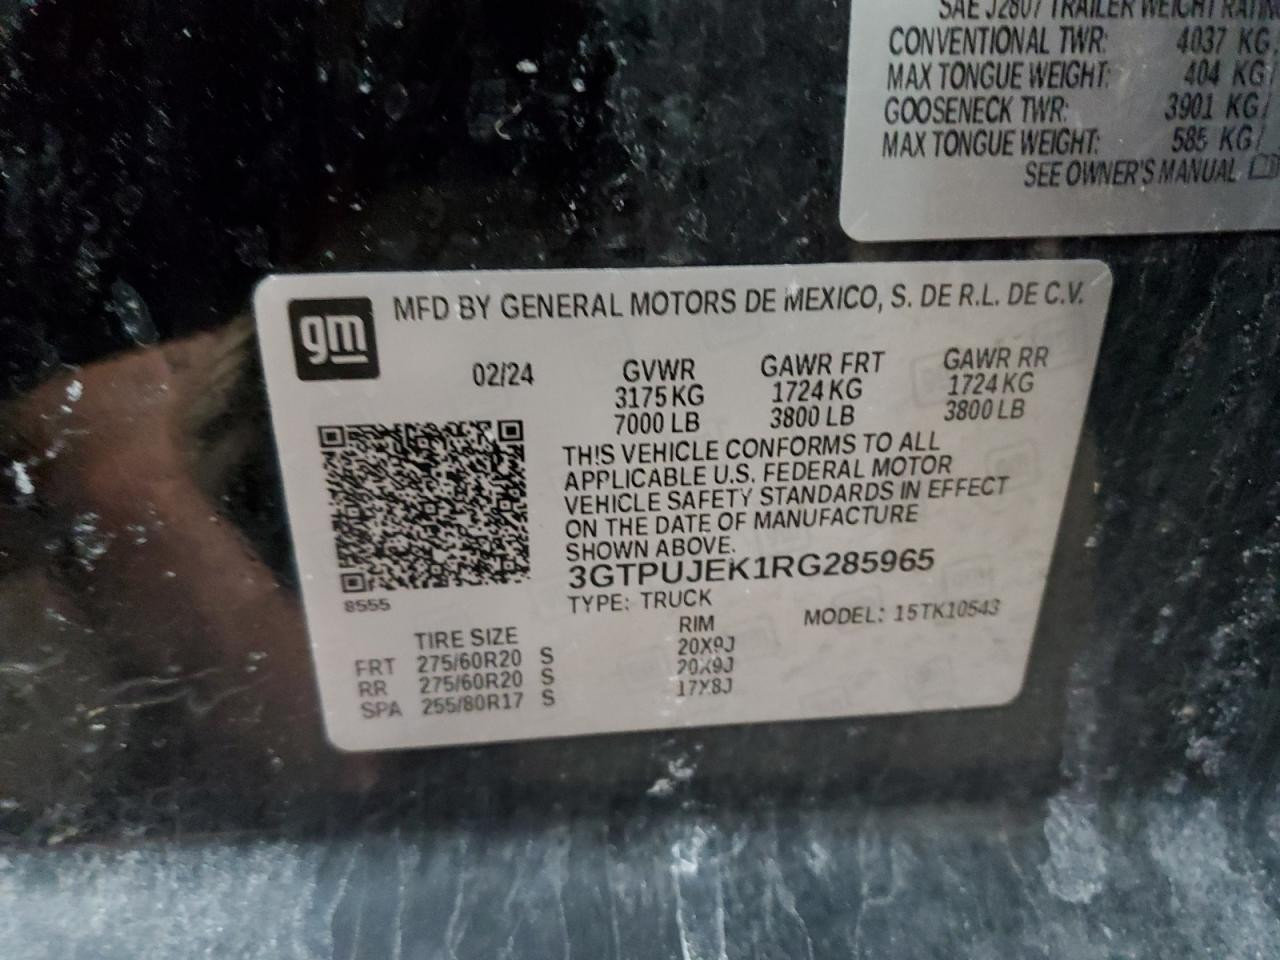 SAE J2807 TRAILER WEIGHT RATING
CONVENTIONAL TWR: 4037 KG
MAX TONGUE WEIGHT: 404 KG/
GOOSENECK TWR: 3901 KG/
MAX TONGUE WEIGHT: 585 KG/
SEE OWNER'S MANUAL
gm
MFD BY GENERAL MOTORS DE MEXICO, S. DE R.L. DE C.V.
02/24 GVWR GAWR FRT GAWR RR
3175 KG 1724 KG 1724 KG
7000 LB 3800 LB 3800 LB
THIS VEHICLE CONFORMS TO ALL
APPLICABLE U.S. FEDERAL MOTOR
VEHICLE SAFETY STANDARDS IN EFFECT
ON THE DATE OF MANUFACTURE
SHOWN ABOVE.
3GTPUJEK1RG285965
8555
TYPE: TRUCK MODEL: 15TK10543
TIRE SIZE RIM
FRT 275/60R20 S 20X9J
RR 275/60R20 S 20X9J
SPA 255/80R17 S 17X8J